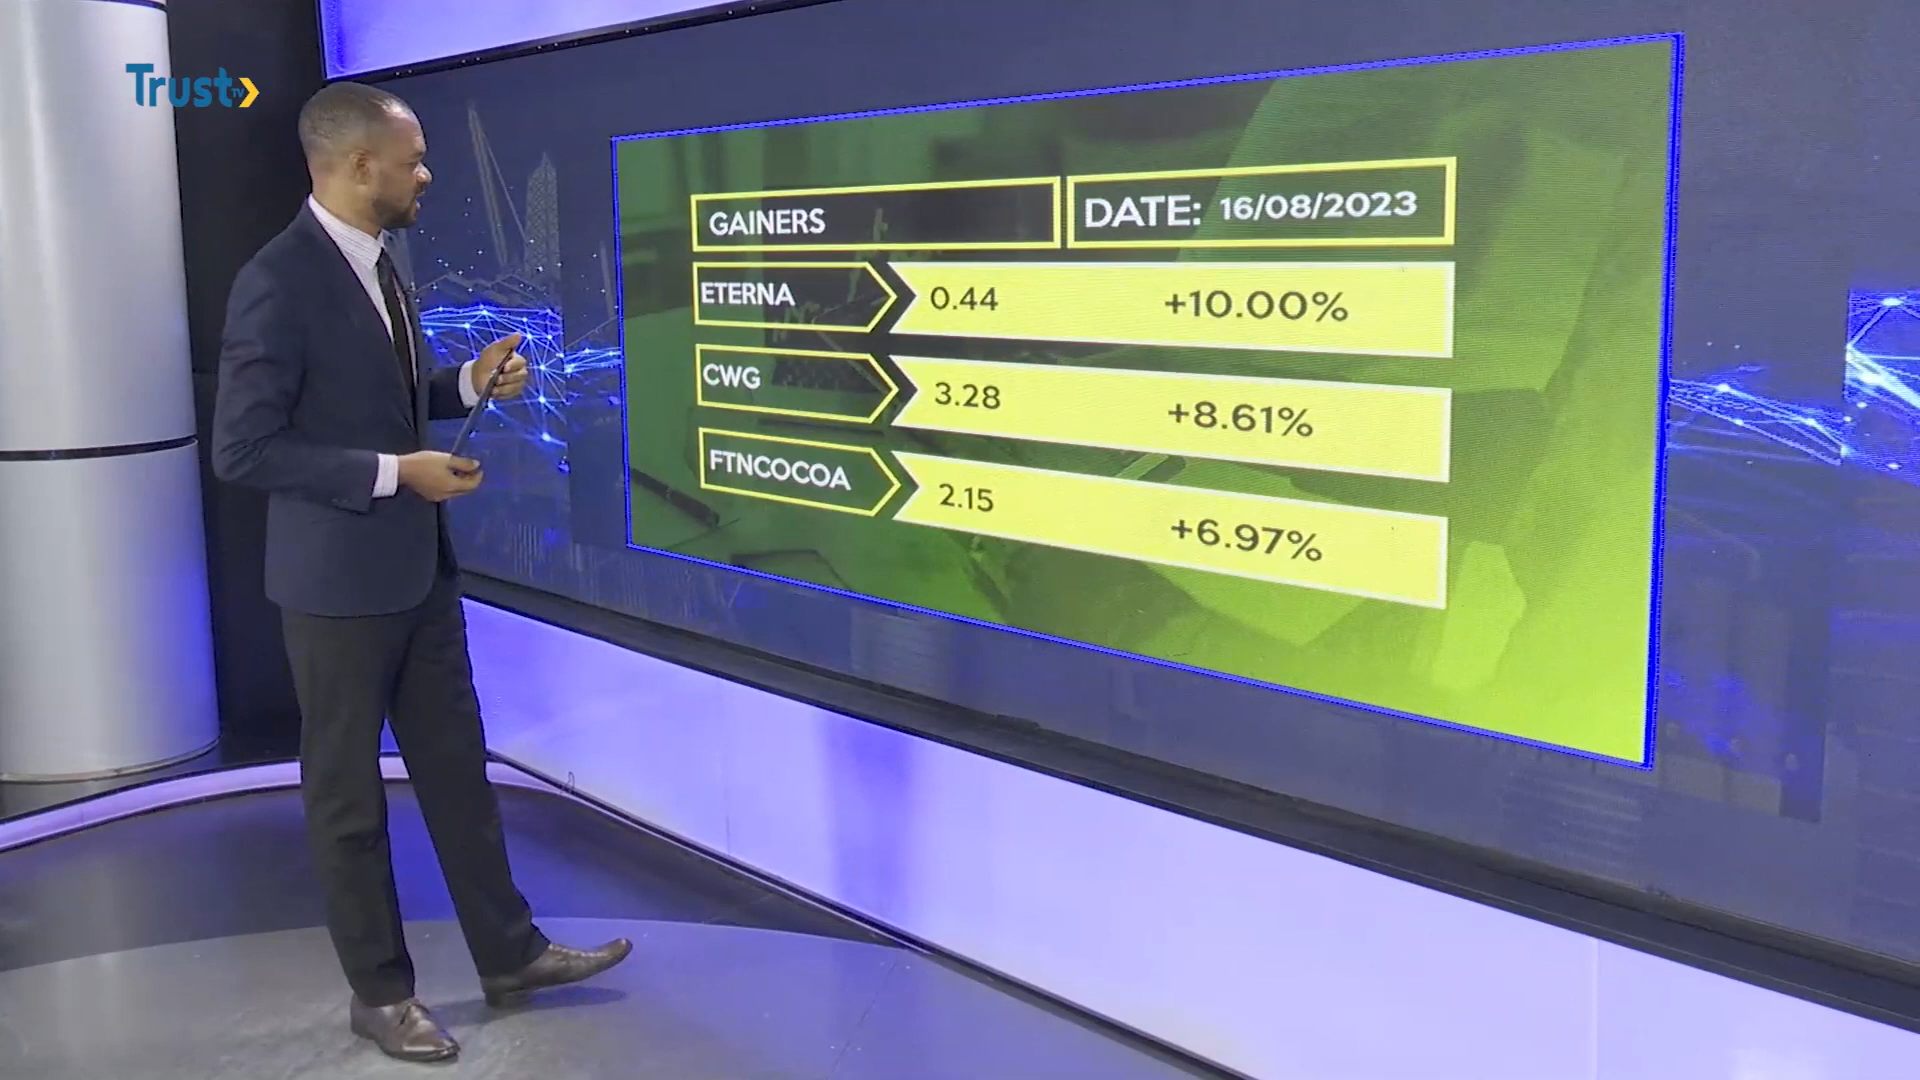 Trust TV
GAINERS
DATE: 16/08/2023
ETERNA 0.44 +10.00%
CWG 3.28 +8.61%
FTNCOCOA 2.15 +6.97%